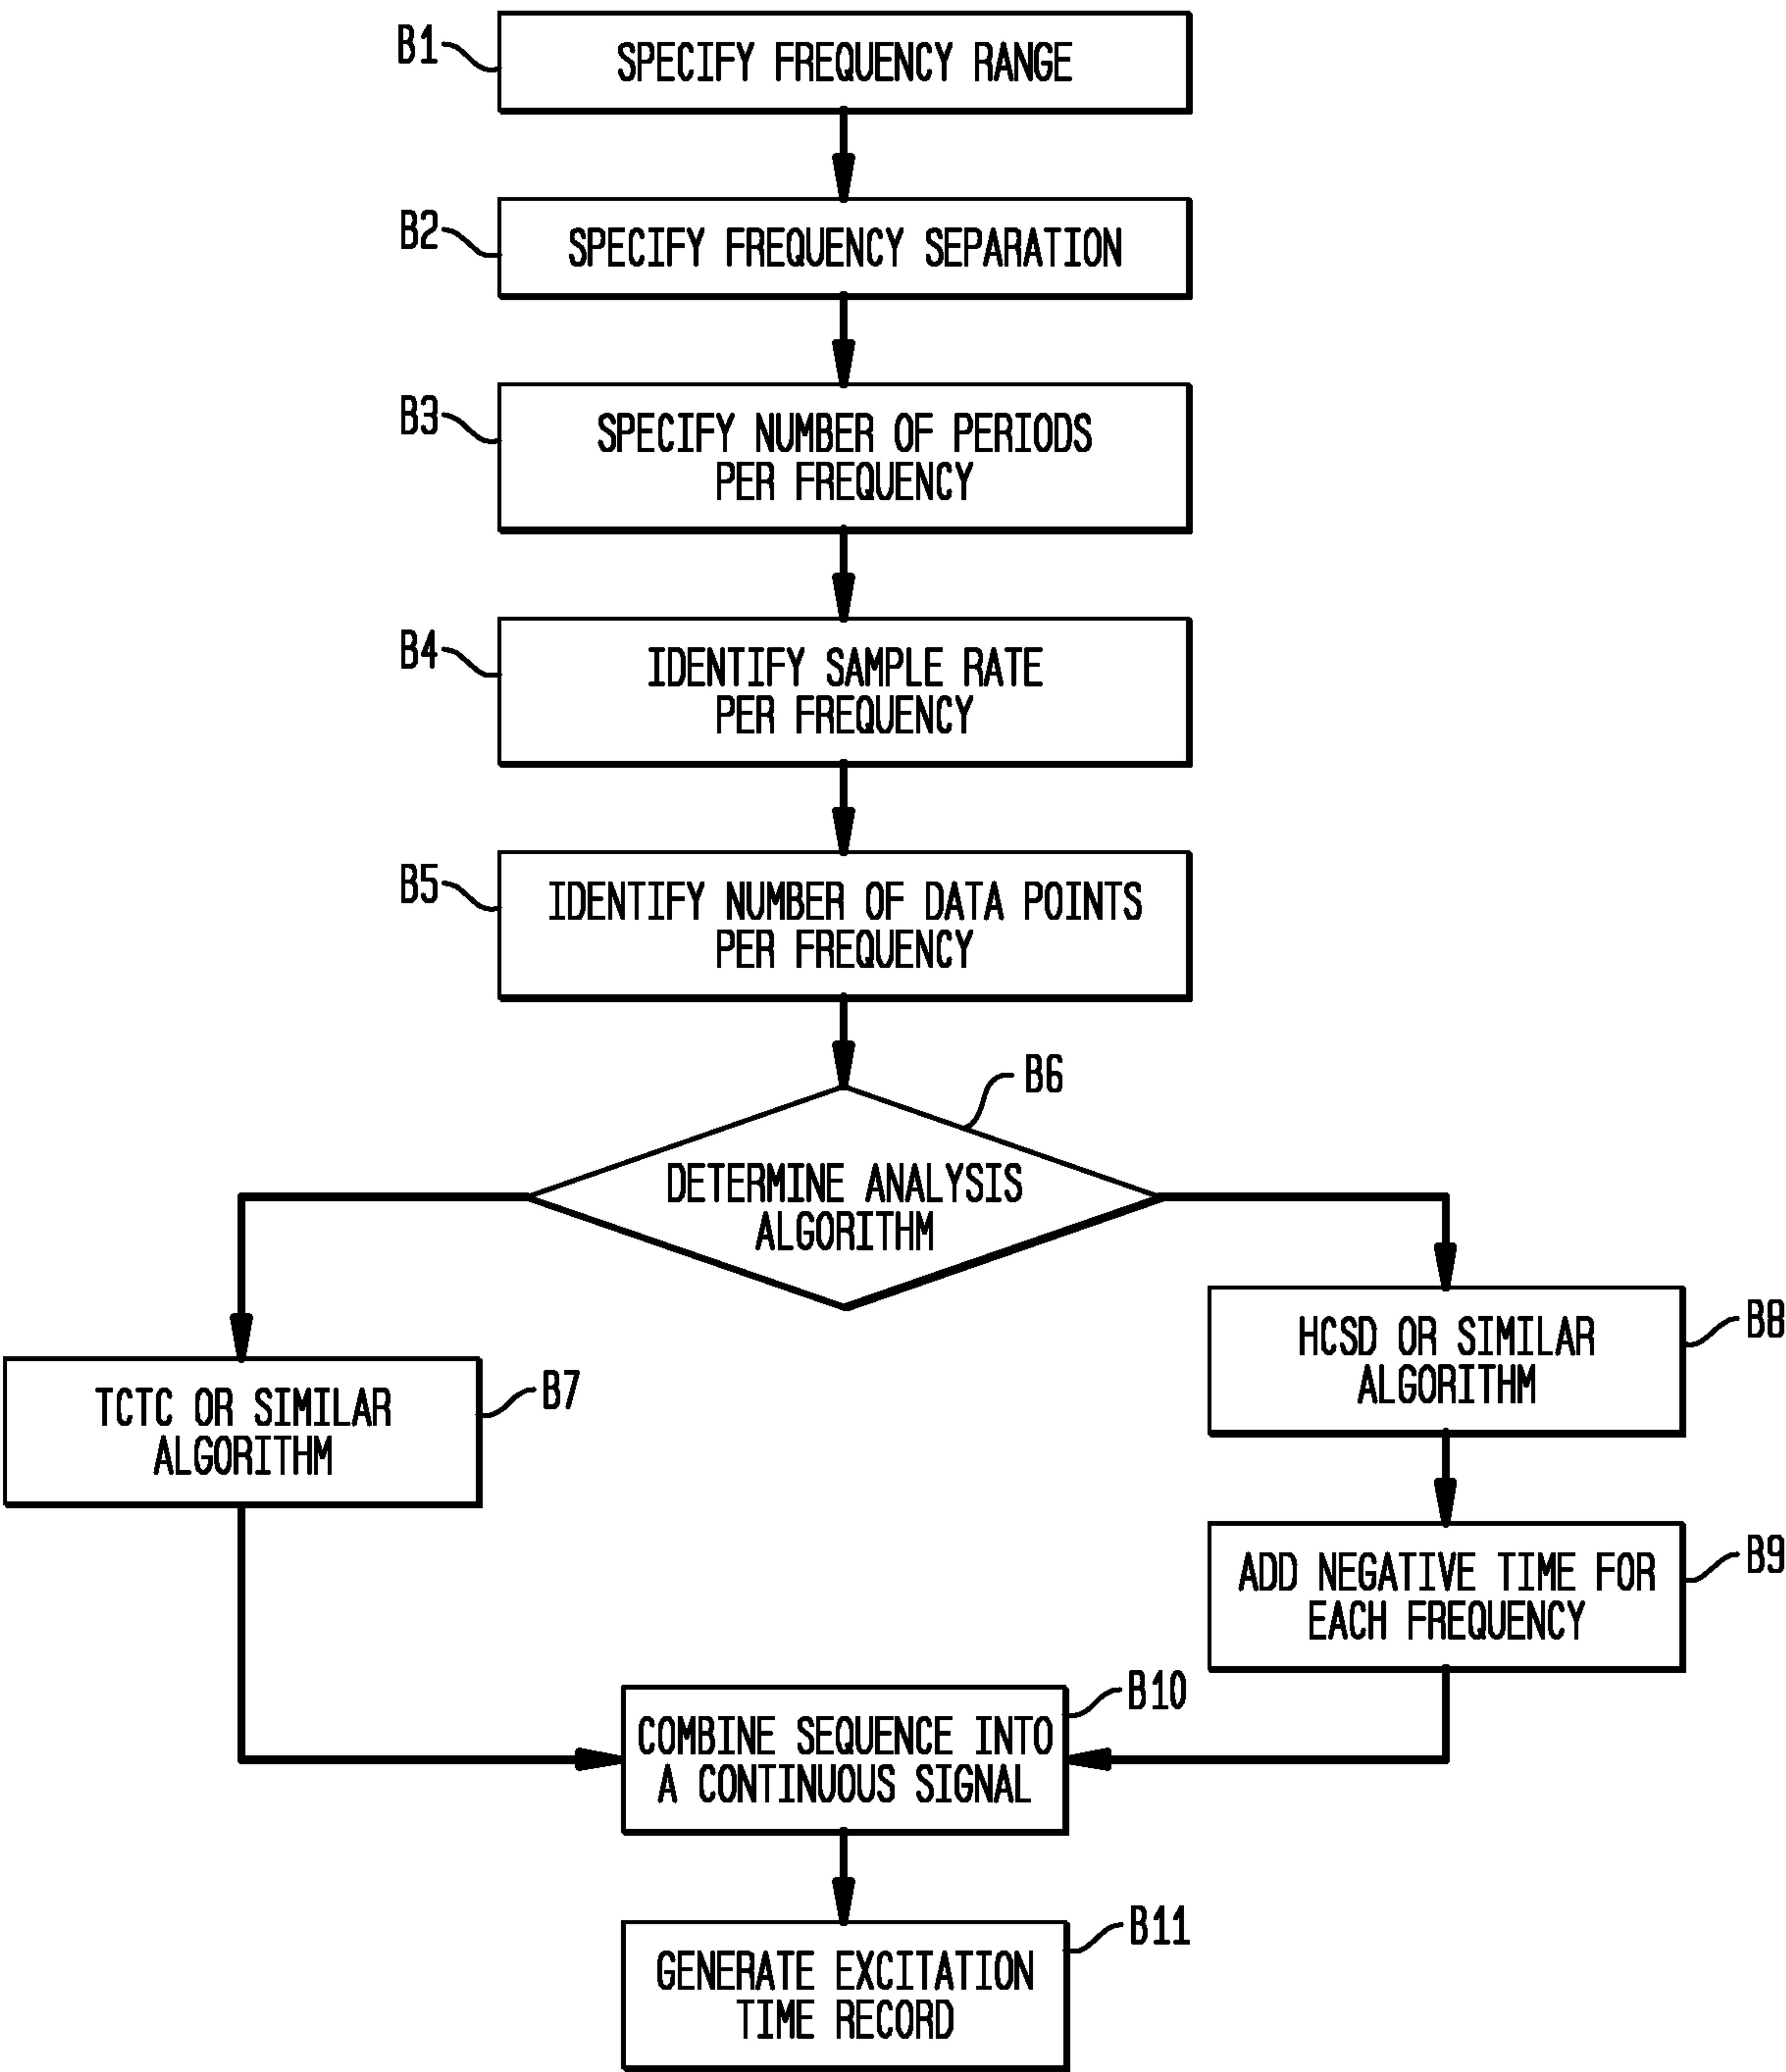 B1
SPECIFY FREQUENCY RANGE
B2
SPECIFY FREQUENCY SEPARATION
B3
SPECIFY NUMBER OF PERIODS
PER FREQUENCY
B4
IDENTIFY SAMPLE RATE
PER FREQUENCY
B5
IDENTIFY NUMBER OF DATA POINTS
PER FREQUENCY
B6
DETERMINE ANALYSIS
ALGORITHM
B7
TCTC OR SIMILAR
ALGORITHM
B8
HCSD OR SIMILAR
ALGORITHM
B9
ADD NEGATIVE TIME FOR
EACH FREQUENCY
B10
COMBINE SEQUENCE INTO
A CONTINUOUS SIGNAL
B11
GENERATE EXCITATION
TIME RECORD